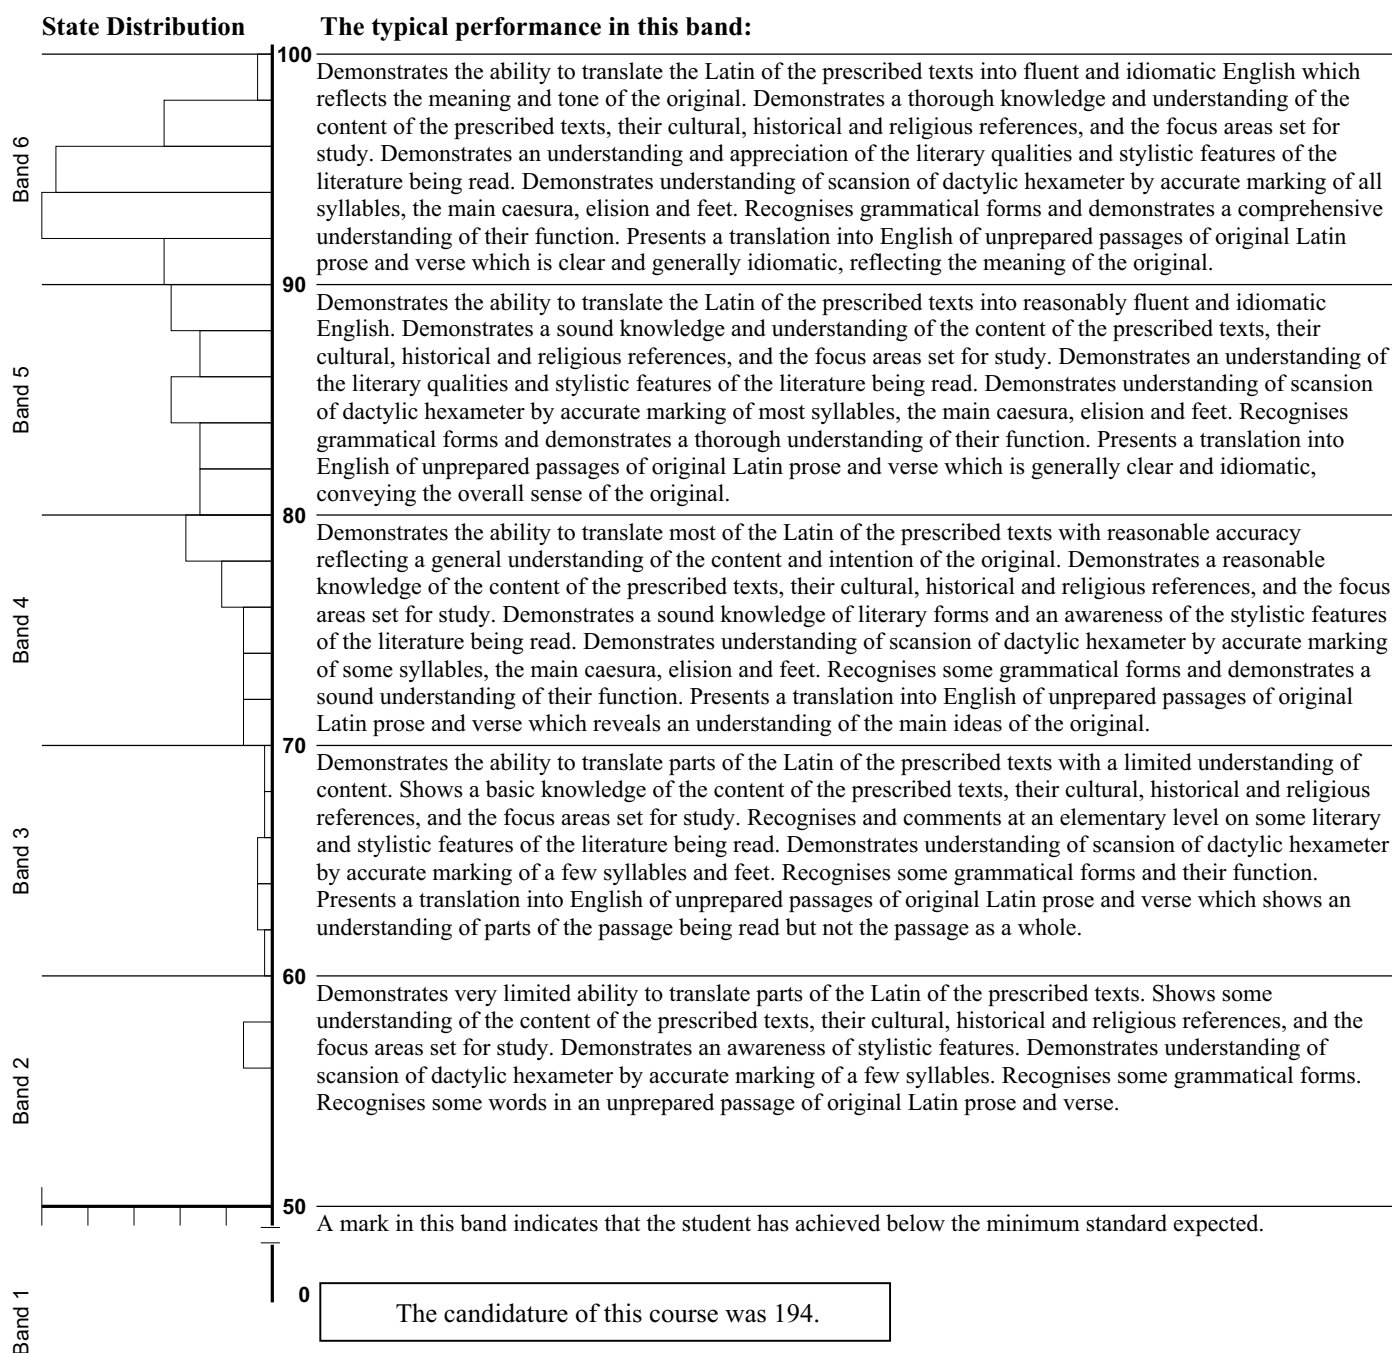 State Distribution
The typical performance in this band:
100
Band 6
Demonstrates the ability to translate the Latin of the prescribed texts into fluent and idiomatic English which
reflects the meaning and tone of the original. Demonstrates a thorough knowledge and understanding of the
content of the prescribed texts, their cultural, historical and religious references, and the focus areas set for
study. Demonstrates an understanding and appreciation of the literary qualities and stylistic features of the
literature being read. Demonstrates understanding of scansion of dactylic hexameter by accurate marking of all
syllables, the main caesura, elision and feet. Recognises grammatical forms and demonstrates a comprehensive
understanding of their function. Presents a translation into English of unprepared passages of original Latin
prose and verse which is clear and generally idiomatic, reflecting the meaning of the original.
90
Band 5
Demonstrates the ability to translate the Latin of the prescribed texts into reasonably fluent and idiomatic
English. Demonstrates a sound knowledge and understanding of the content of the prescribed texts, their
cultural, historical and religious references, and the focus areas set for study. Demonstrates an understanding of
the literary qualities and stylistic features of the literature being read. Demonstrates understanding of scansion
of dactylic hexameter by accurate marking of most syllables, the main caesura, elision and feet. Recognises
grammatical forms and demonstrates a thorough understanding of their function. Presents a translation into
English of unprepared passages of original Latin prose and verse which is generally clear and idiomatic,
conveying the overall sense of the original.
80
Band 4
Demonstrates the ability to translate most of the Latin of the prescribed texts with reasonable accuracy
reflecting a general understanding of the content and intention of the original. Demonstrates a reasonable
knowledge of the content of the prescribed texts, their cultural, historical and religious references, and the focus
areas set for study. Demonstrates a sound knowledge of literary forms and an awareness of the stylistic features
of the literature being read. Demonstrates understanding of scansion of dactylic hexameter by accurate marking
of some syllables, the main caesura, elision and feet. Recognises some grammatical forms and demonstrates a
sound understanding of their function. Presents a translation into English of unprepared passages of original
Latin prose and verse which reveals an understanding of the main ideas of the original.
70
Band 3
Demonstrates the ability to translate parts of the Latin of the prescribed texts with a limited understanding of
content. Shows a basic knowledge of the content of the prescribed texts, their cultural, historical and religious
references, and the focus areas set for study. Recognises and comments at an elementary level on some literary
and stylistic features of the literature being read. Demonstrates understanding of scansion of dactylic hexameter
by accurate marking of a few syllables and feet. Recognises some grammatical forms and their function.
Presents a translation into English of unprepared passages of original Latin prose and verse which shows an
understanding of parts of the passage being read but not the passage as a whole.
60
Band 2
Demonstrates very limited ability to translate parts of the Latin of the prescribed texts. Shows some
understanding of the content of the prescribed texts, their cultural, historical and religious references, and the
focus areas set for study. Demonstrates an awareness of stylistic features. Demonstrates understanding of
scansion of dactylic hexameter by accurate marking of a few syllables. Recognises some grammatical forms.
Recognises some words in an unprepared passage of original Latin prose and verse.
50
A mark in this band indicates that the student has achieved below the minimum standard expected.
Band 1
0
The candidature of this course was 194.